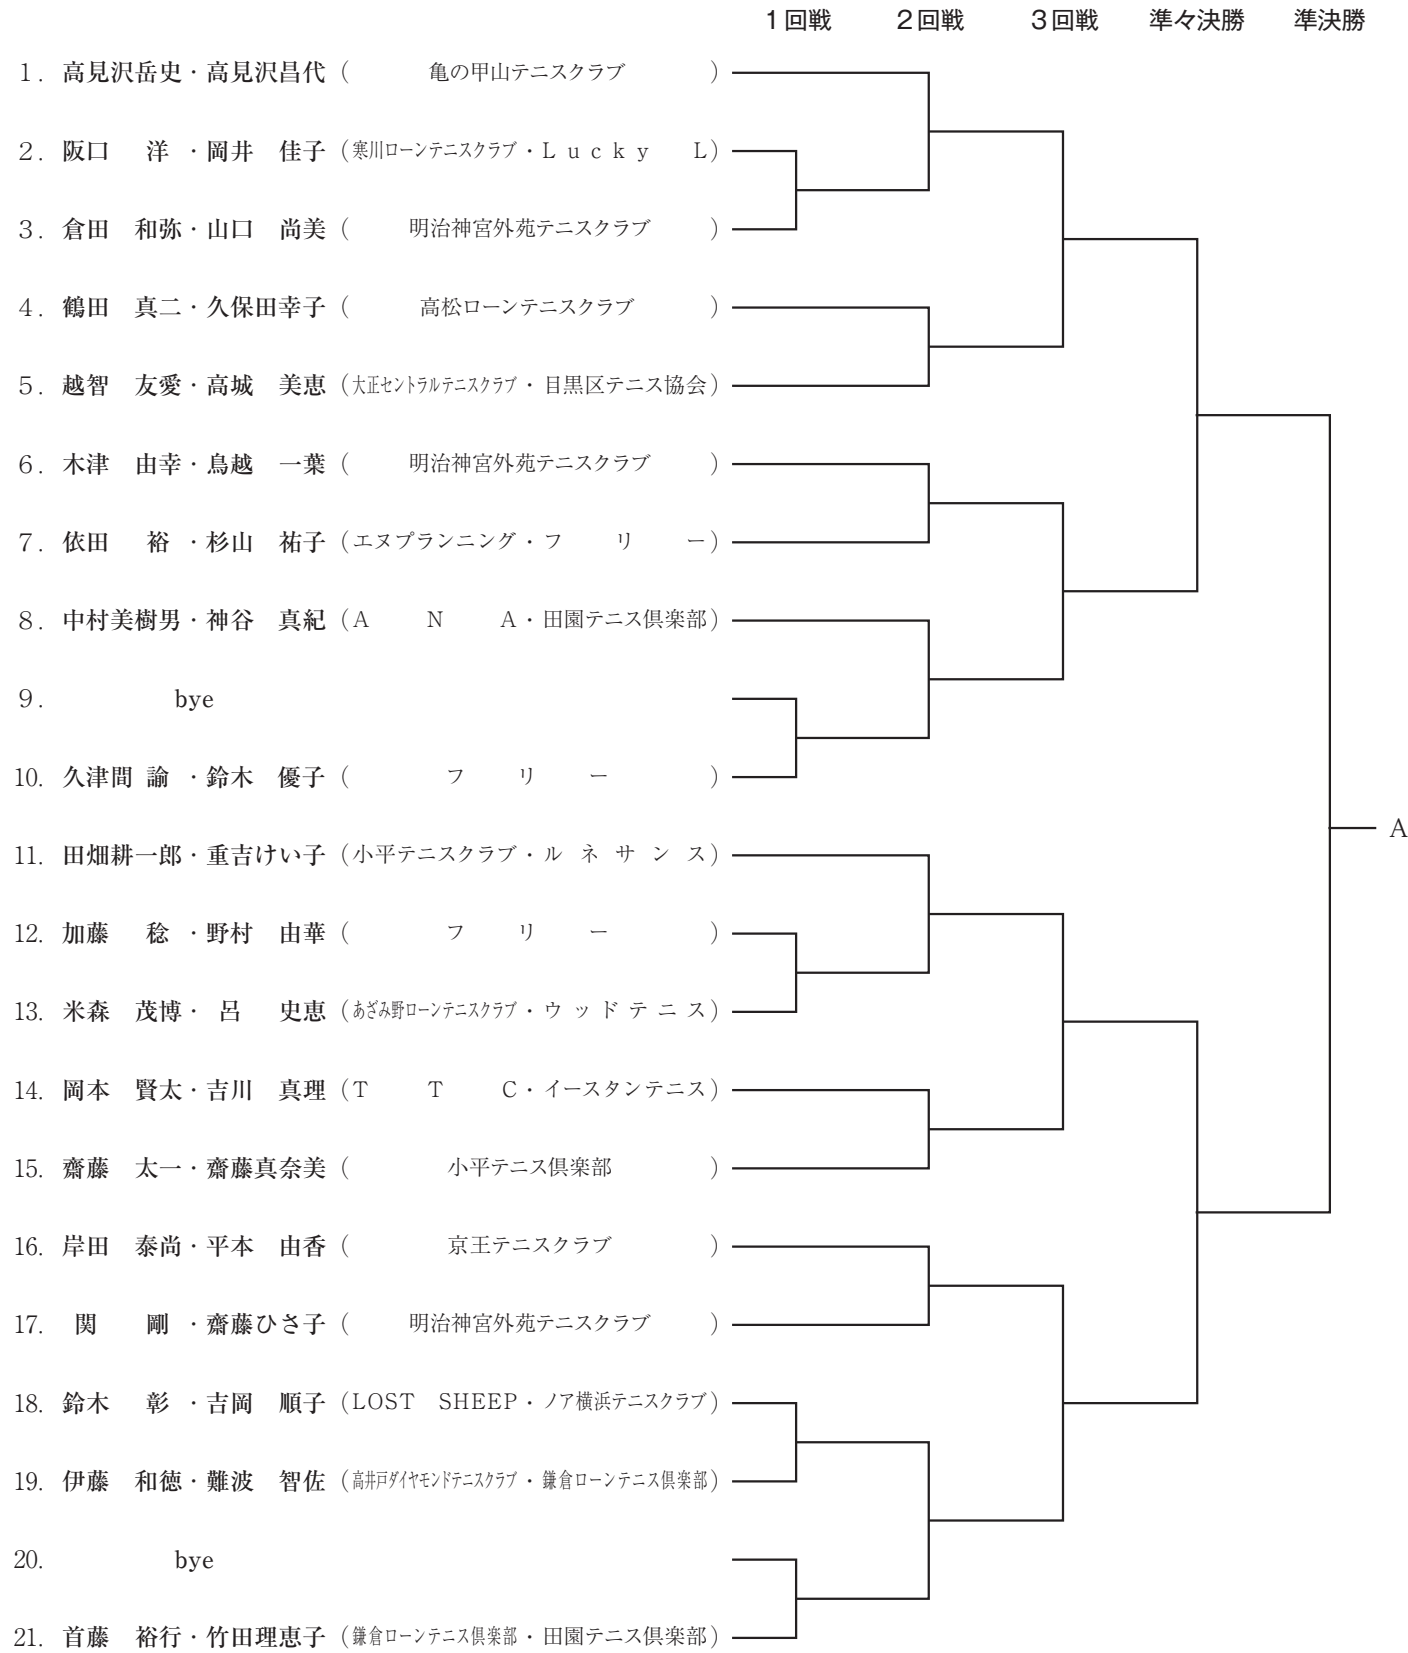 1回戦 2回戦 3回戦 準々決勝 準決勝
1. 高見沢岳史・高見沢昌代 ( 亀の甲山テニスクラブ )
2. 阪口 洋 ・岡井 佳子 (寒川ローンテニスクラブ・Lucky L)
3. 倉田 和弥・山口 尚美 ( 明治神宮外苑テニスクラブ )
4. 鶴田 真二・久保田幸子 ( 高松ローンテニスクラブ )
5. 越智 友愛・高城 美恵 (大正セントラルテニスクラブ・目黒区テニス協会)
6. 木津 由幸・鳥越 一葉 ( 明治神宮外苑テニスクラブ )
7. 依田 裕 ・杉山 祐子 (エヌプランニング・フリー)
8. 中村美樹男・神谷 真紀 (ANA・田園テニス倶楽部)
9. bye
10. 久津間 諭 ・鈴木 優子 ( フリー )
11. 田畑耕一郎・重吉けい子 (小平テニスクラブ・ルネサンス)
A
12. 加藤 稔 ・野村 由華 ( フリー )
13. 米森 茂博・ 呂 史恵 (あざみ野ローンテニスクラブ・ウッドテニス)
14. 岡本 賢太・吉川 真理 (TTC・イースタンテニス)
15. 齋藤 太一・齋藤真奈美 ( 小平テニス倶楽部 )
16. 岸田 泰尚・平本 由香 ( 京王テニスクラブ )
17. 関 剛 ・齋藤ひさ子 ( 明治神宮外苑テニスクラブ )
18. 鈴木 彰 ・吉岡 順子 (LOST SHEEP・ノア横浜テニスクラブ)
19. 伊藤 和徳・難波 智佐 (高井戸ダイヤモンドテニスクラブ・鎌倉ローンテニス倶楽部)
20. bye
21. 首藤 裕行・竹田理恵子 (鎌倉ローンテニス倶楽部・田園テニス倶楽部)